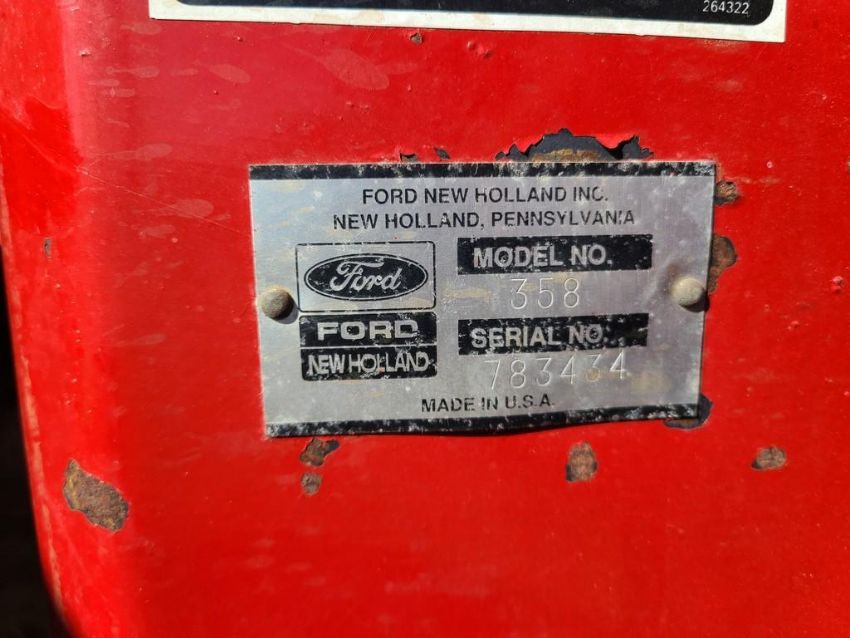 264322
FORD NEW HOLLAND INC.
NEW HOLLAND, PENNSYLVANIA
Ford
FORD
NEW HOLLAND
MODEL NO.
358
SERIAL NO.
783434
MADE IN U.S.A.